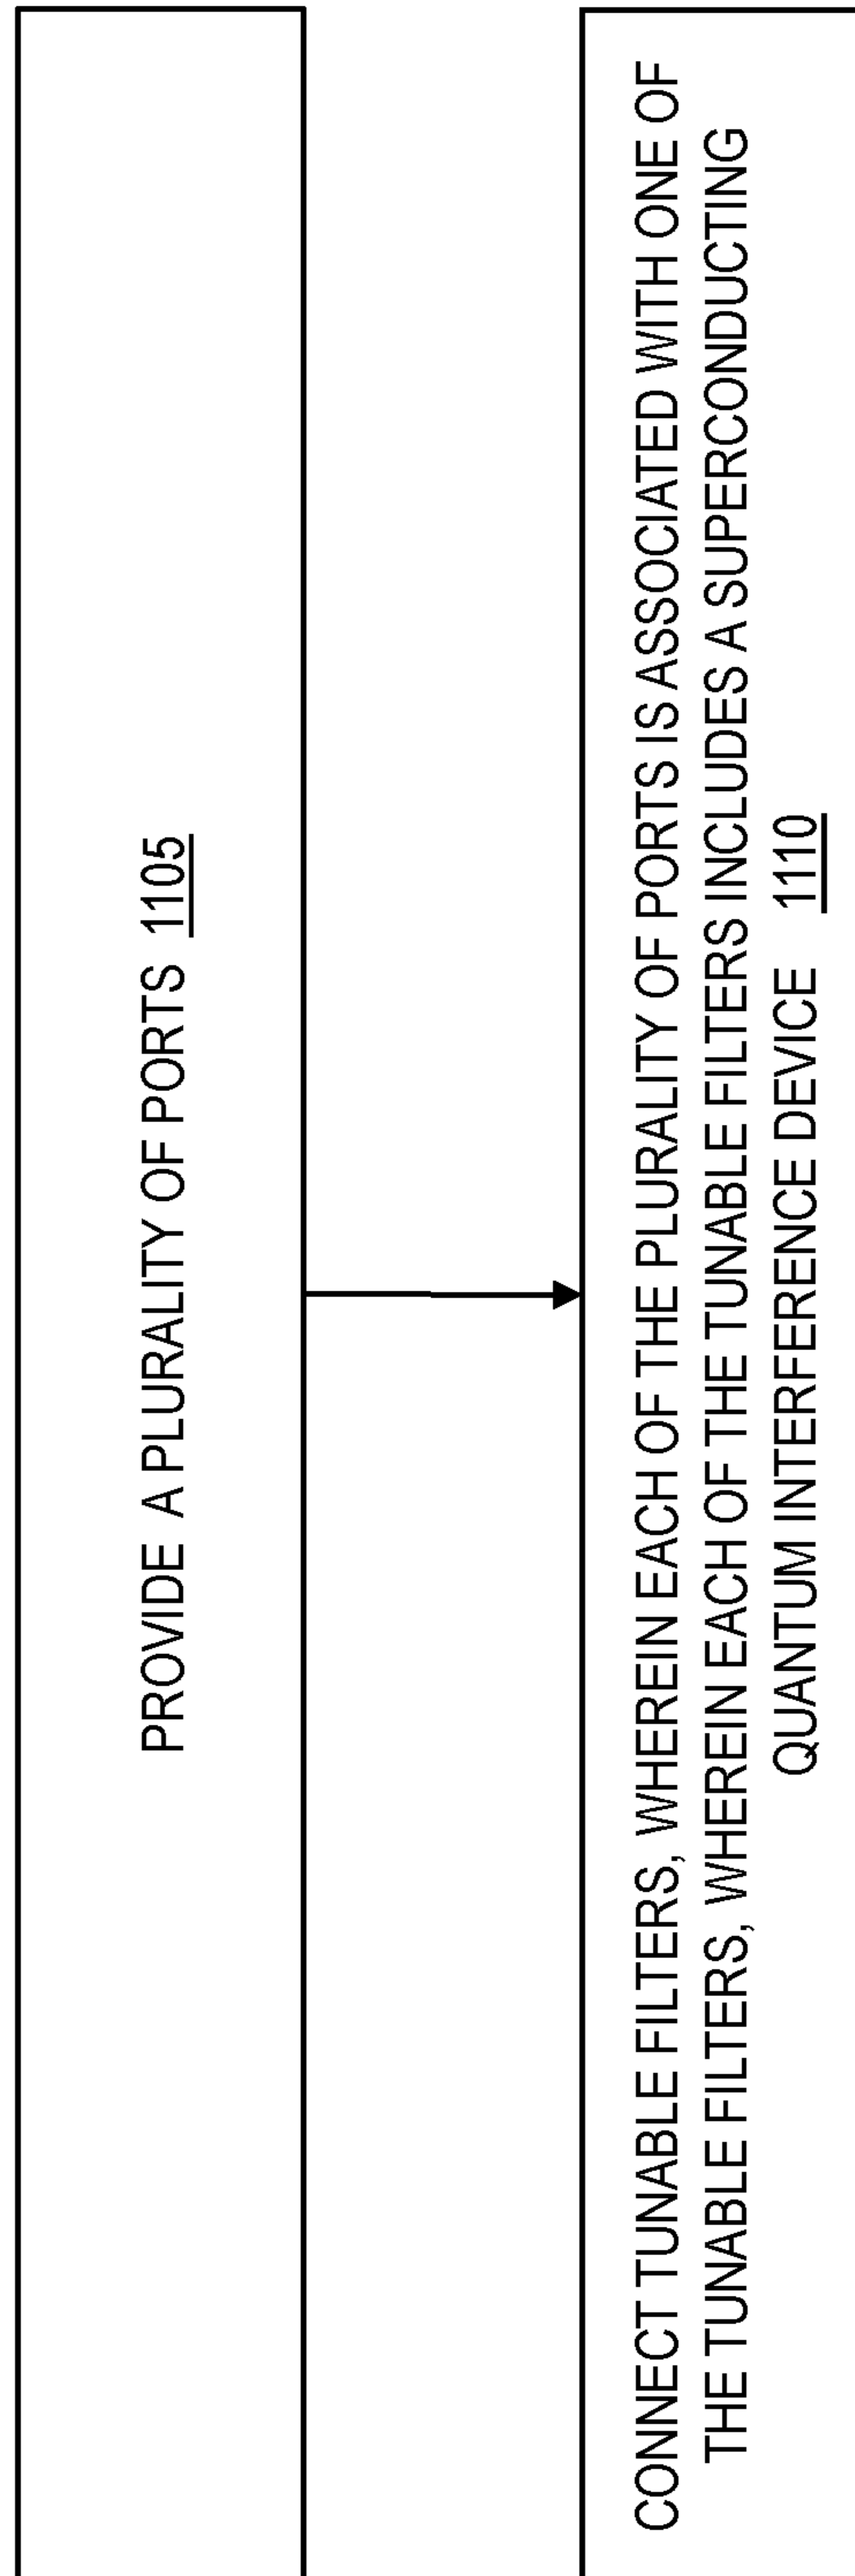 PROVIDE A PLURALITY OF PORTS 1105
CONNECT TUNABLE FILTERS, WHEREIN EACH OF THE PLURALITY OF PORTS IS ASSOCIATED WITH ONE OF
THE TUNABLE FILTERS, WHEREIN EACH OF THE TUNABLE FILTERS INCLUDES A SUPERCONDUCTING
QUANTUM INTERFERENCE DEVICE 1110